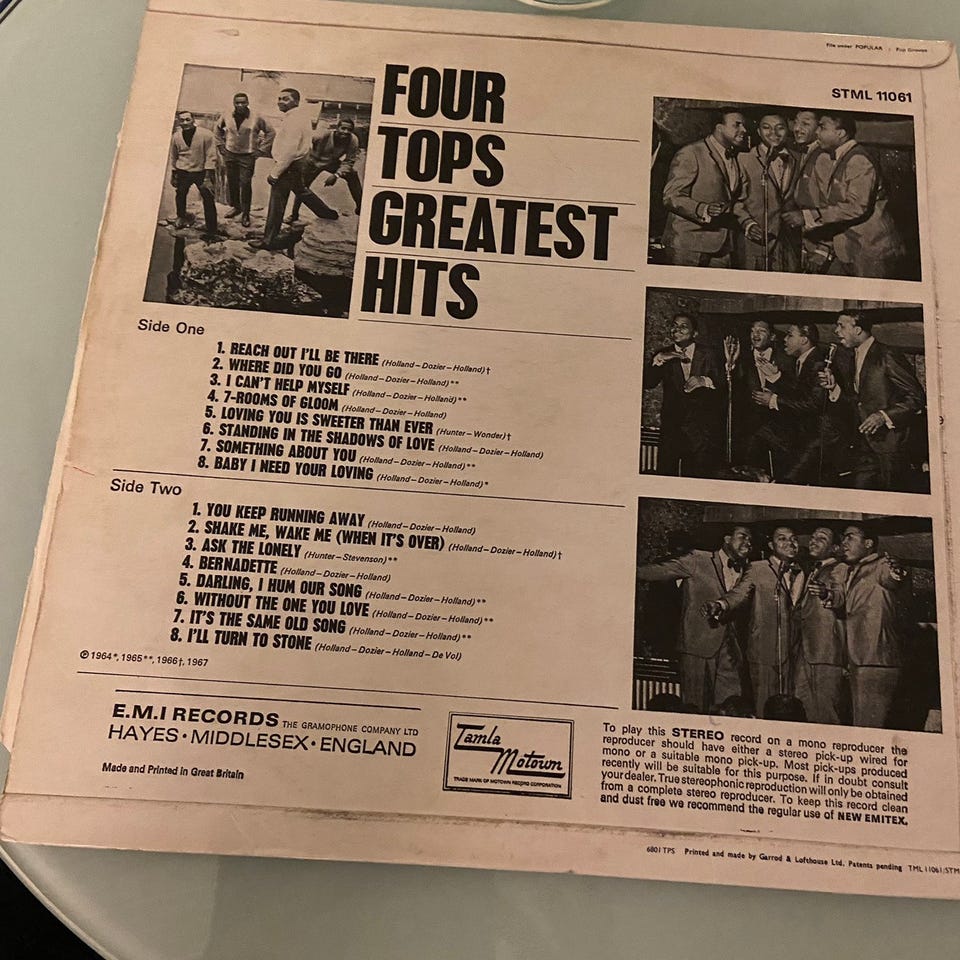 File under POPULAR : Pop Groups
STML 11061
FOUR
TOPS
GREATEST
HITS
Side One
1. REACH OUT I'LL BE THERE (Holland–Dozier–Holland)†
2. WHERE DID YOU GO (Holland–Dozier–Holland)**
3. I CAN'T HELP MYSELF (Holland–Dozier–Holland)**
4. 7-ROOMS OF GLOOM (Holland–Dozier–Holland)
5. LOVING YOU IS SWEETER THAN EVER (Hunter–Wonder)†
6. STANDING IN THE SHADOWS OF LOVE (Holland–Dozier–Holland)
7. SOMETHING ABOUT YOU (Holland–Dozier–Holland)**
8. BABY I NEED YOUR LOVING (Holland–Dozier–Holland)*
Side Two
1. YOU KEEP RUNNING AWAY (Holland–Dozier–Holland)
2. SHAKE ME, WAKE ME (WHEN IT'S OVER) (Holland–Dozier–Holland)†
3. ASK THE LONELY (Hunter–Stevenson)**
4. BERNADETTE (Holland–Dozier–Holland)
5. DARLING, I HUM OUR SONG (Holland–Dozier–Holland)**
6. WITHOUT THE ONE YOU LOVE (Holland–Dozier–Holland)**
7. IT'S THE SAME OLD SONG (Holland–Dozier–Holland)**
8. I'LL TURN TO STONE (Holland–Dozier–Holland–De Vol)
℗ 1964*, 1965**, 1966†, 1967
E.M.I RECORDS THE GRAMOPHONE COMPANY LTD
HAYES • MIDDLESEX • ENGLAND
Made and Printed in Great Britain
Tamla
Motown
TRADE MARK OF MOTOWN RECORD CORPORATION
To play this STEREO record on a mono reproducer the
reproducer should have either a stereo pick-up wired for
mono or a suitable mono pick-up. Most pick-ups produced
recently will be suitable for this purpose. If in doubt consult
your dealer. True stereophonic reproduction will only be obtained
from a complete stereo reproducer. To keep this record clean
and dust free we recommend the regular use of NEW EMITEX.
6801 TPS Printed and made by Garrod & Lofthouse Ltd. Patents pending TML 11061/STM